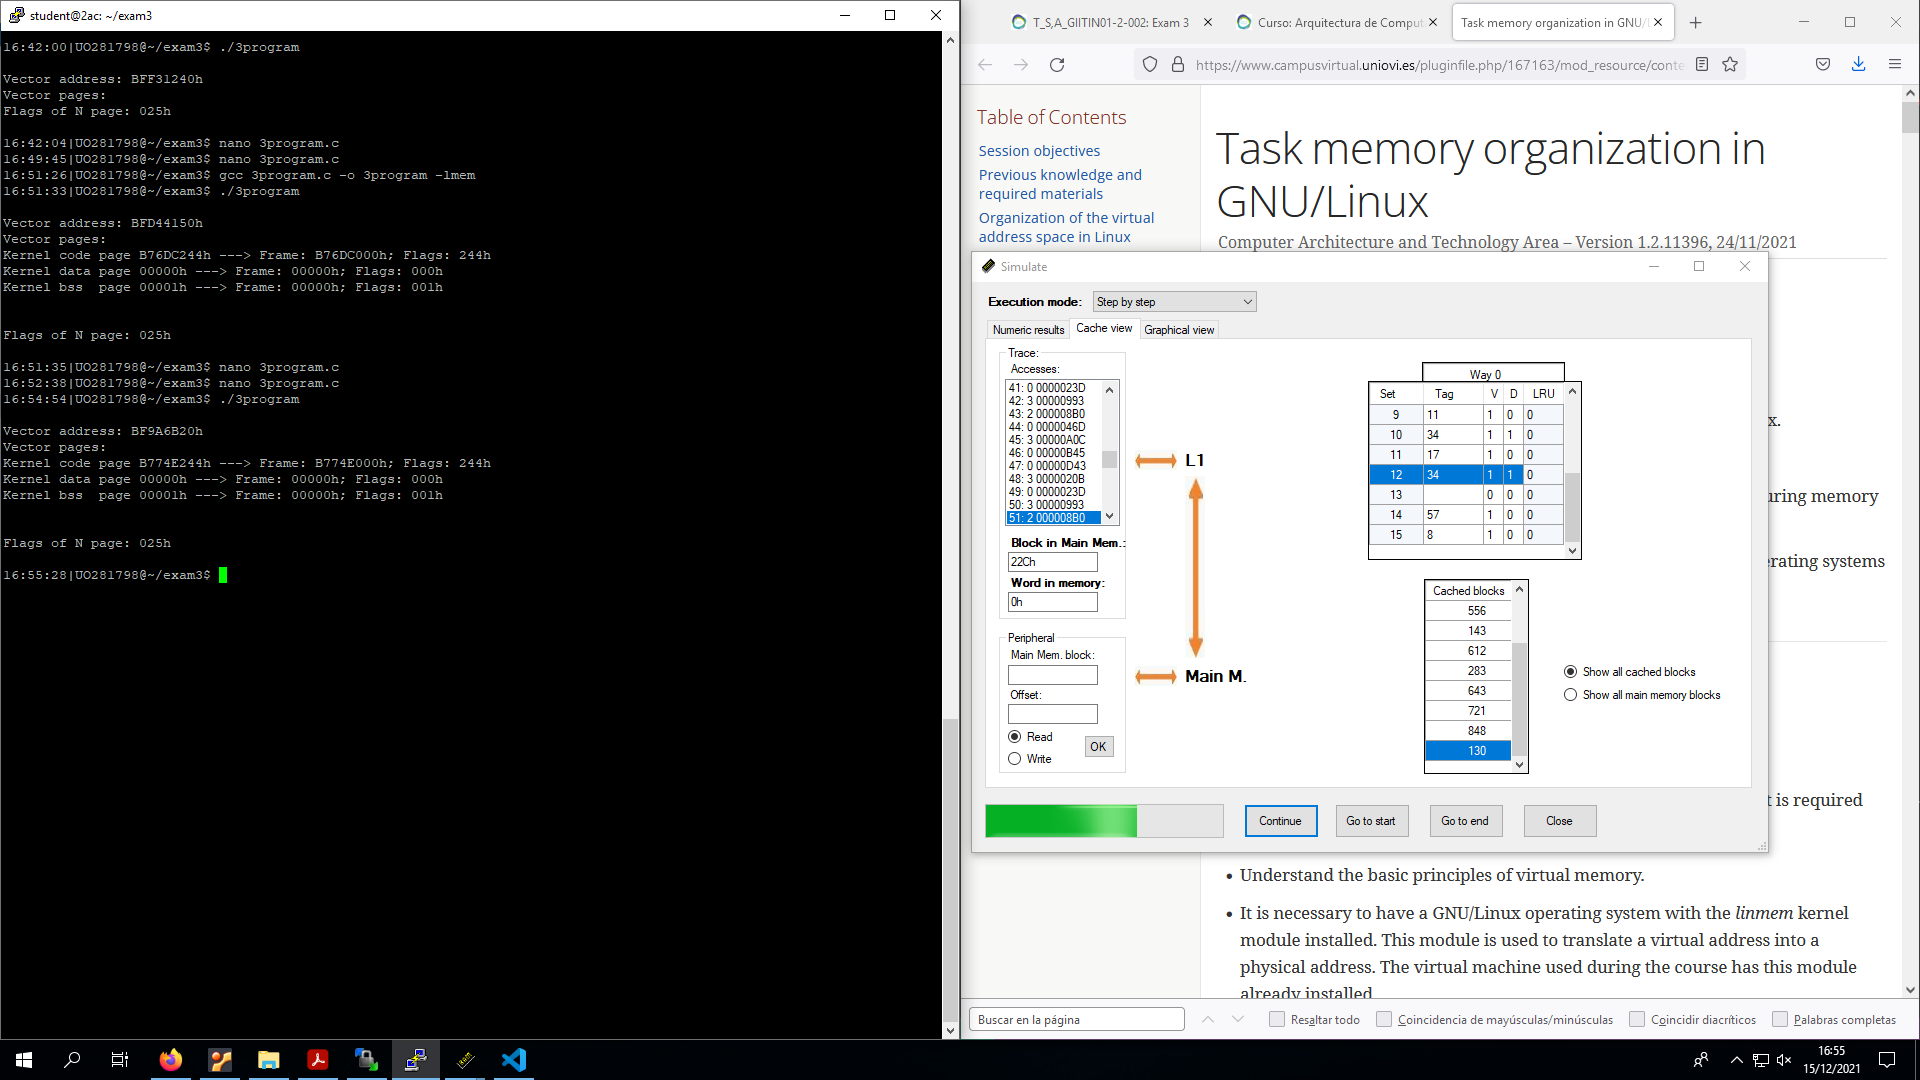 student@2ac: ~/exam3
16:42:00|UO281798@~/exam3$ ./3program
Vector address: BFF31240h
Vector pages:
Flags of N page: 025h
16:42:04|UO281798@~/exam3$ nano 3program.c
16:49:45|UO281798@~/exam3$ nano 3program.c
16:51:26|UO281798@~/exam3$ gcc 3program.c -o 3program -lmem
16:51:33|UO281798@~/exam3$ ./3program
Vector address: BFD44150h
Vector pages:
Kernel code page B76DC244h ---> Frame: B76DC000h; Flags: 244h
Kernel data page 00000h ---> Frame: 00000h; Flags: 000h
Kernel bss  page 00001h ---> Frame: 00000h; Flags: 001h
Flags of N page: 025h
16:51:35|UO281798@~/exam3$ nano 3program.c
16:52:38|UO281798@~/exam3$ nano 3program.c
16:54:54|UO281798@~/exam3$ ./3program
Vector address: BF9A6B20h
Vector pages:
Kernel code page B774E244h ---> Frame: B774E000h; Flags: 244h
Kernel data page 00000h ---> Frame: 00000h; Flags: 000h
Kernel bss  page 00001h ---> Frame: 00000h; Flags: 001h
Flags of N page: 025h
16:55:28|UO281798@~/exam3$
T_S,A_GIITIN01-2-002: Exam 3
Curso: Arquitectura de Comput
Task memory organization in GNU/
https://www.campusvirtual.uniovi.es/pluginfile.php/167163/mod_resource/conte
Table of Contents
Session objectives
Previous knowledge and
required materials
Organization of the virtual
address space in Linux
Task memory organization in
GNU/Linux
Computer Architecture and Technology Area – Version 1.2.11396, 24/11/2021
x.
uring memory
erating systems
t is required
Simulate
Execution mode: Step by step
Numeric results Cache view Graphical view
Trace:
Accesses:
41: 0 0000023D
42: 3 00000993
43: 2 000008B0
44: 0 0000046D
45: 3 00000A0C
46: 0 00000B45
47: 0 00000D43
48: 3 0000020B
49: 0 0000023D
50: 3 00000993
51: 2 000008B0
Block in Main Mem.:
22Ch
Word in memory:
0h
Peripheral
Main Mem. block:
Offset:
Read
Write
OK
L1
Main M.
Way 0
Set Tag V D LRU
9 11 1 0 0
10 34 1 1 0
11 17 1 0 0
12 34 1 1 0
13 0 0 0
14 57 1 0 0
15 8 1 0 0
Cached blocks
556
143
612
283
643
721
848
130
Show all cached blocks
Show all main memory blocks
Continue Go to start Go to end Close
• Understand the basic principles of virtual memory.
• It is necessary to have a GNU/Linux operating system with the linmem kernel
module installed. This module is used to translate a virtual address into a
physical address. The virtual machine used during the course has this module
already installed
Buscar en la página Resaltar todo Coincidencia de mayúsculas/minúsculas Coincidir diacríticos Palabras completas
16:55
15/12/2021